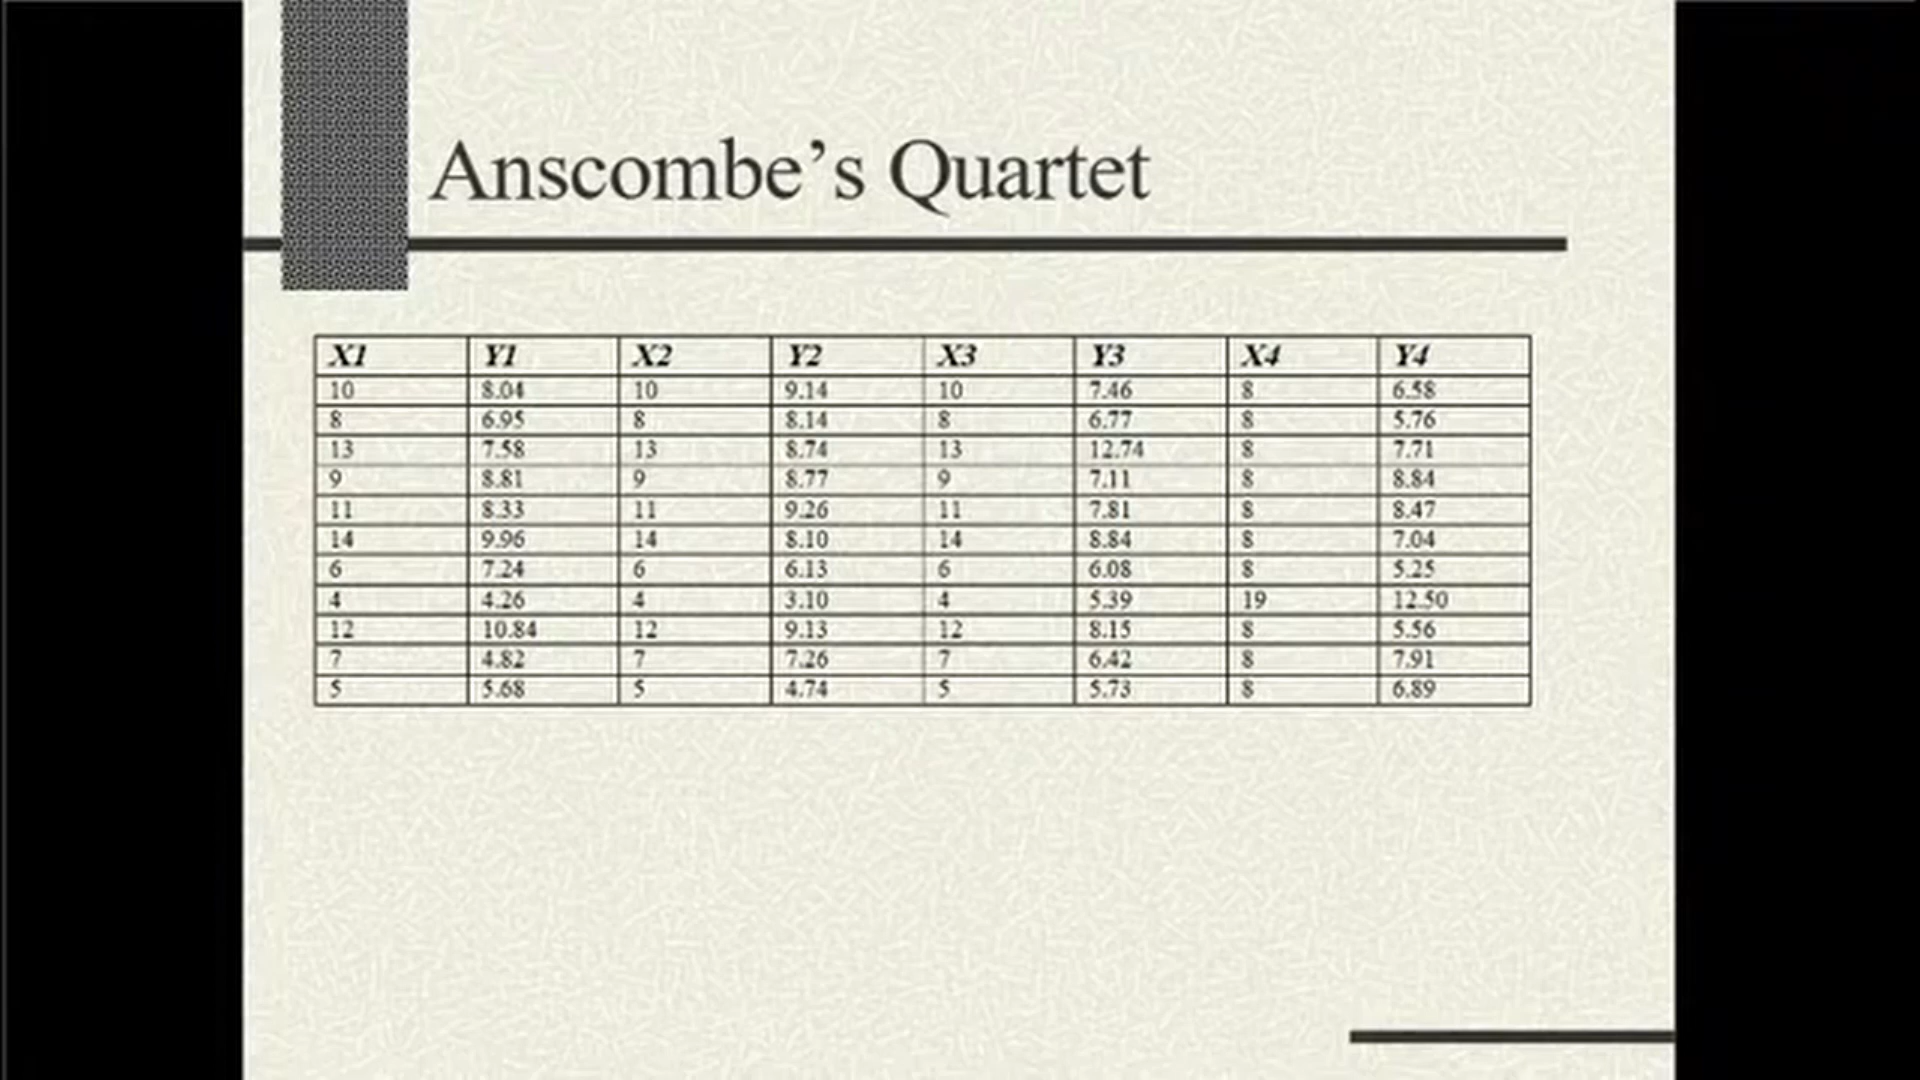 Anscombe’s Quartet
X1 Y1 X2 Y2 X3 Y3 X4 Y4
10 8.04 10 9.14 10 7.46 8 6.58
8 6.95 8 8.14 8 6.77 8 5.76
13 7.58 13 8.74 13 12.74 8 7.71
9 8.81 9 8.77 9 7.11 8 8.84
11 8.33 11 9.26 11 7.81 8 8.47
14 9.96 14 8.10 14 8.84 8 7.04
6 7.24 6 6.13 6 6.08 8 5.25
4 4.26 4 3.10 4 5.39 19 12.50
12 10.84 12 9.13 12 8.15 8 5.56
7 4.82 7 7.26 7 6.42 8 7.91
5 5.68 5 4.74 5 5.73 8 6.89